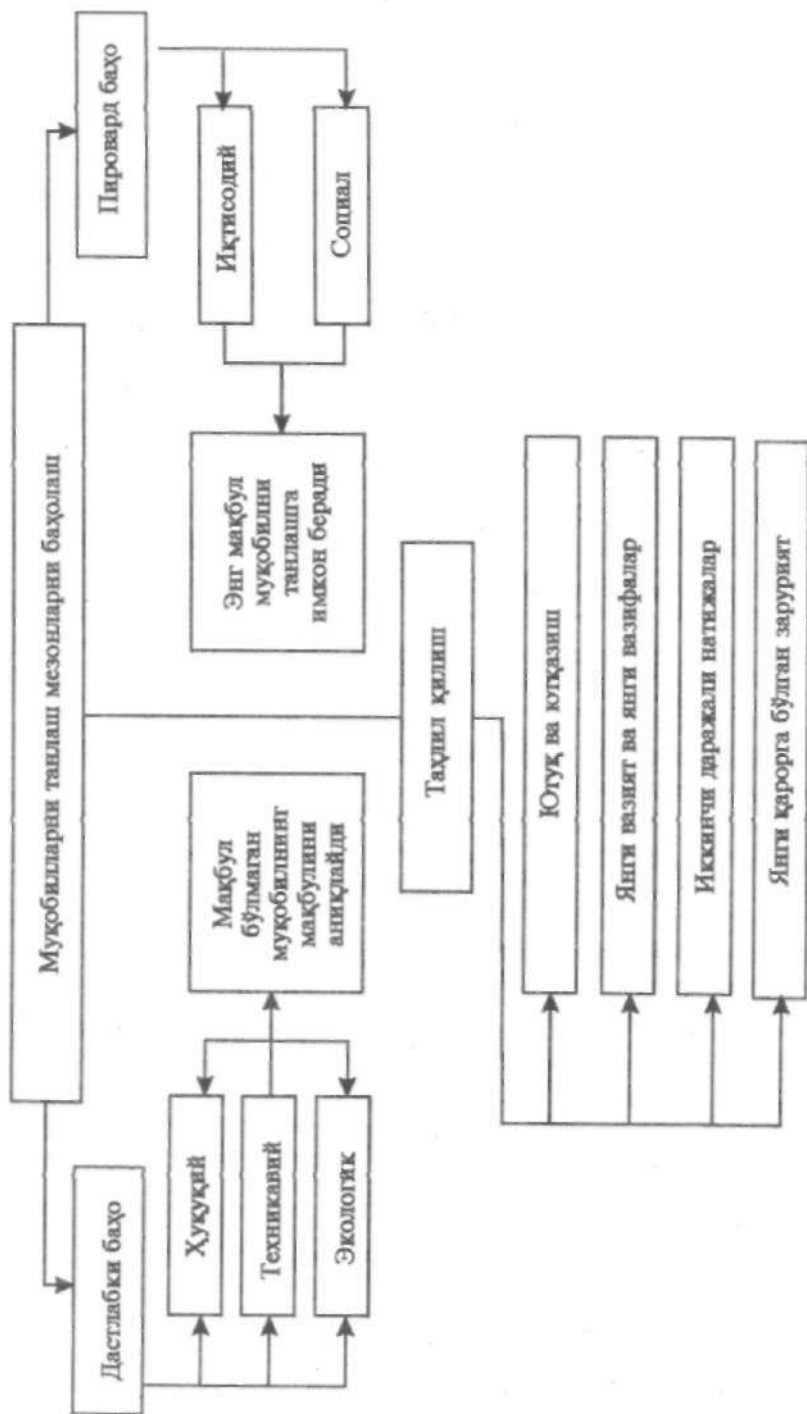 Муқобилларни танлаш мезонларни баҳолаш
Дастлабки баҳо
Пировард баҳо
Ҳуқуқий
Техникавий
Экологик
Мақбул
бўлмаган
муқобилнинг
мақбулини
аниқлайди
Энг мақбул
муқобилни
танлашга
имкон беради
Иқтисодий
Социал
Таҳлил қилиш
Ютуқ ва ютқазиш
Янги вазият ва янги вазифалар
Иккинчи даражали натижалар
Янги қарорга бўлган зарурият